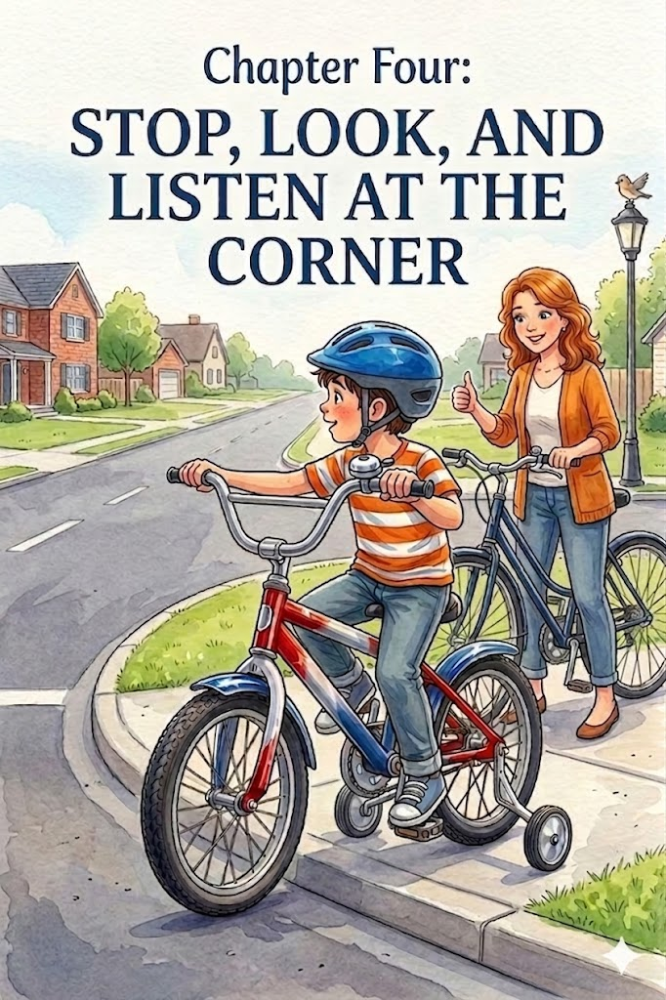 Chapter Four:
STOP, LOOK, AND
LISTEN AT THE
CORNER